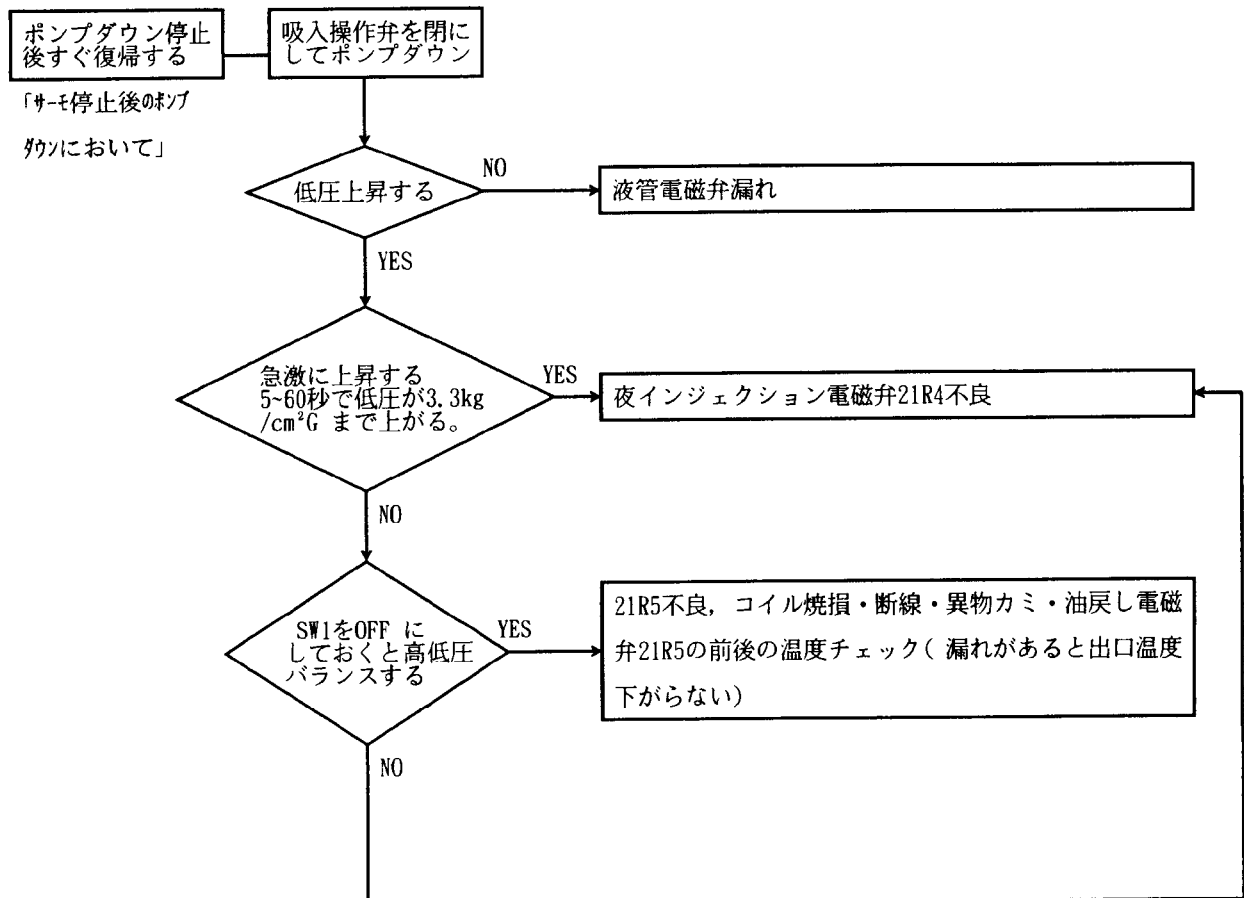 ポンプダウン停止
後すぐ復帰する
吸入操作弁を閉に
してポンプダウン
「サーモ停止後のポンプ
ダウンにおいて」
低圧上昇する
NO
液管電磁弁漏れ
YES
急激に上昇する
5~60秒で低圧が3.3kg
/cm²G まで上がる。
YES
夜インジェクション電磁弁21R4不良
NO
SW1をOFF に
しておくと高低圧
バランスする
YES
21R5不良，コイル焼損・断線・異物カミ・油戻し電磁
弁21R5の前後の温度チェック( 漏れがあると出口温度
下がらない)
NO